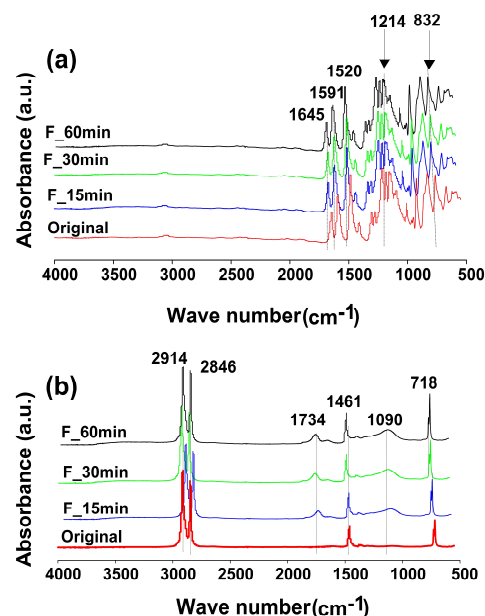 (a)
1214 832
1520
1591
1645
F_60min
F_30min
F_15min
Original
Absorbance (a.u.)
4000 3500 3000 2500 2000 1500 1000 500
Wave number(cm-1)
(b)
2914
2846
718
1461
1734 1090
F_60min
F_30min
F_15min
Original
Absorbance (a.u.)
4000 3500 3000 2500 2000 1500 1000 500
Wave number(cm-1)